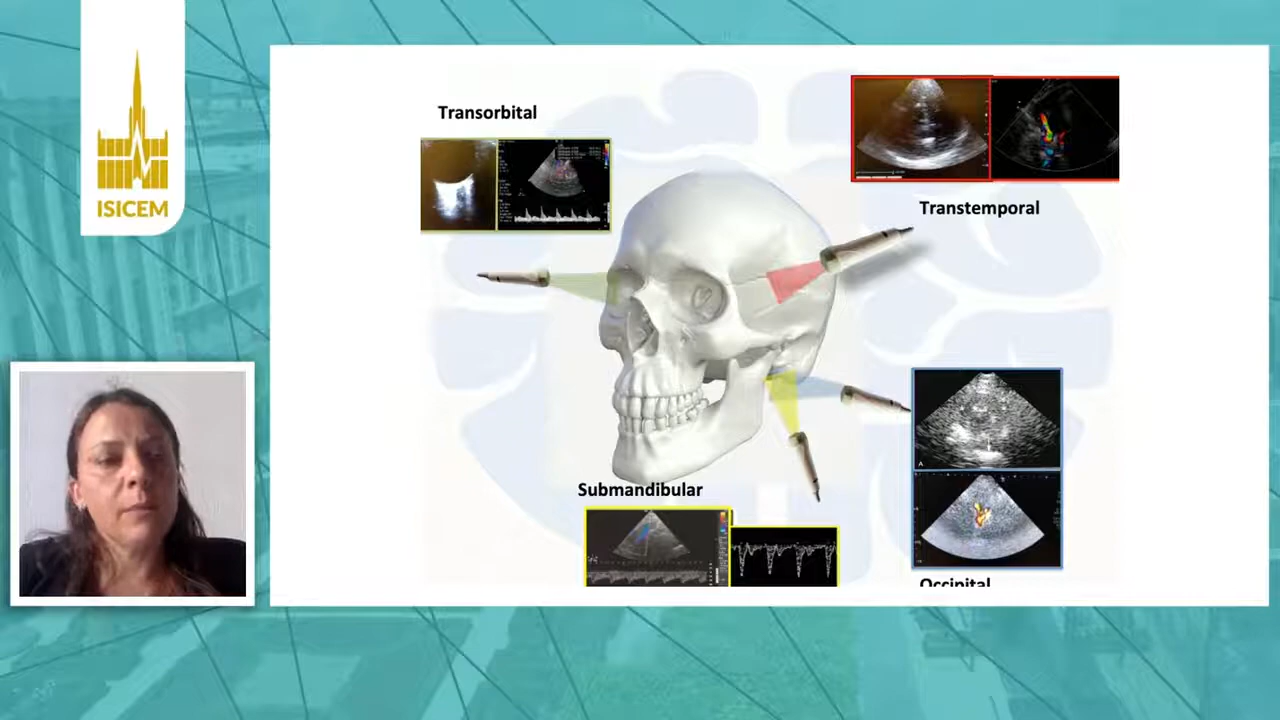 ISICEM
Transorbital
Transtemporal
A
Submandibular
Occipital